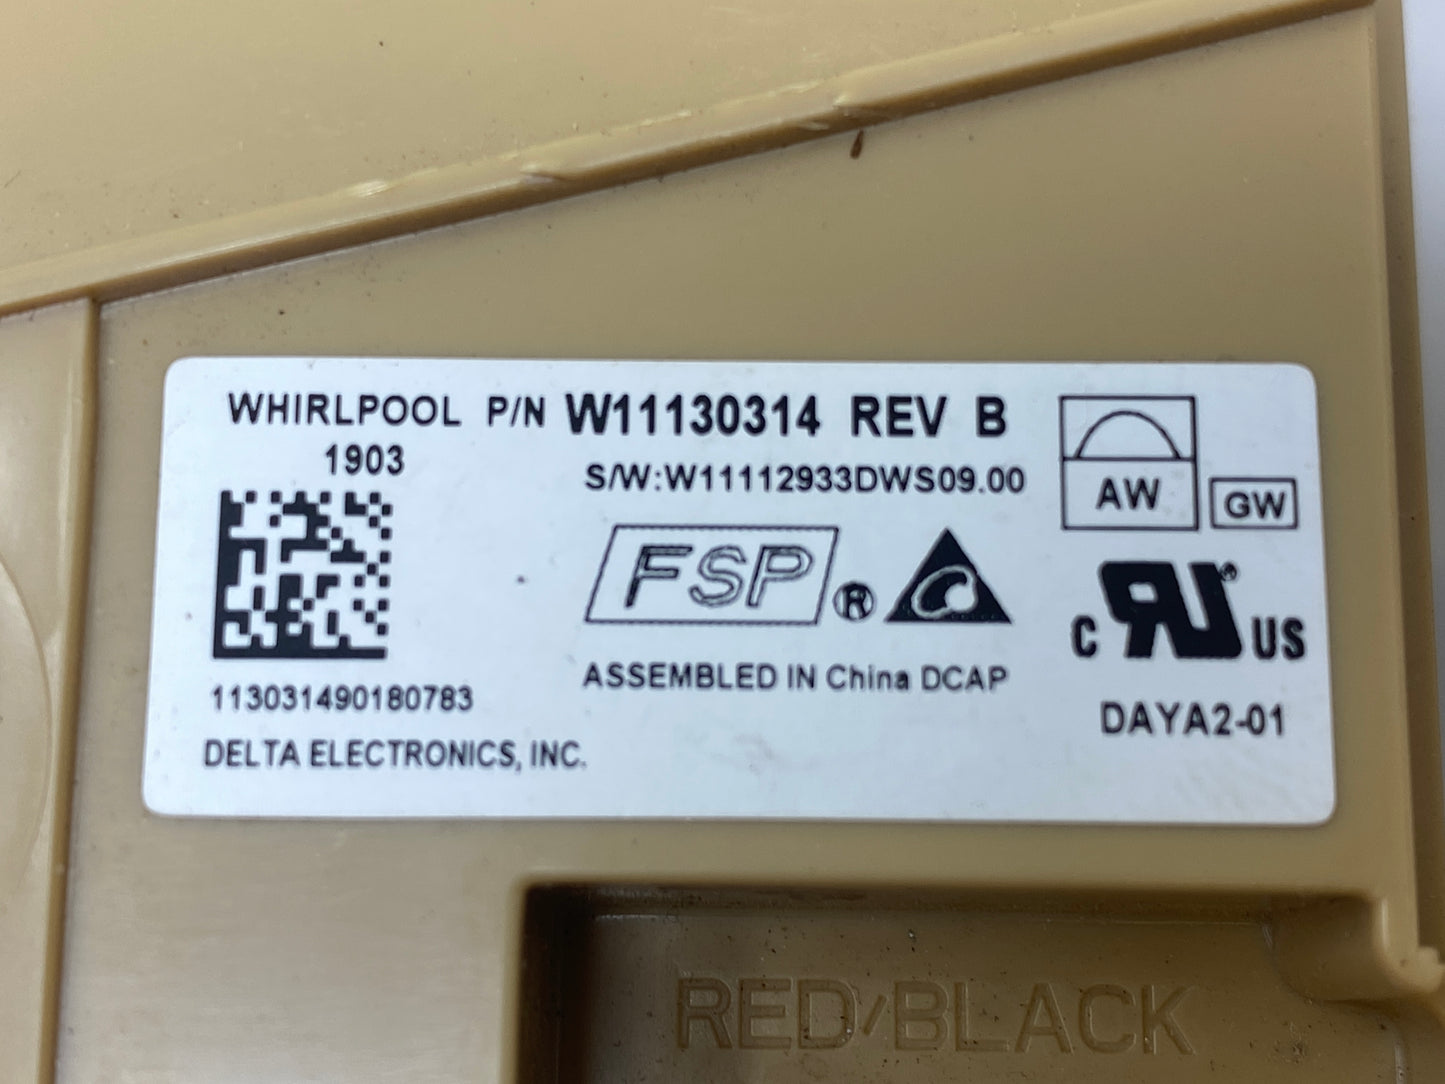 WHIRLPOOL P/N W11130314 REV B
1903
S/W:W11112933DWS09.00
AW
GW
FSP®
C RU® US
113031490180783
ASSEMBLED IN China DCAP
DAYA2-01
DELTA ELECTRONICS, INC.
RED/BLACK